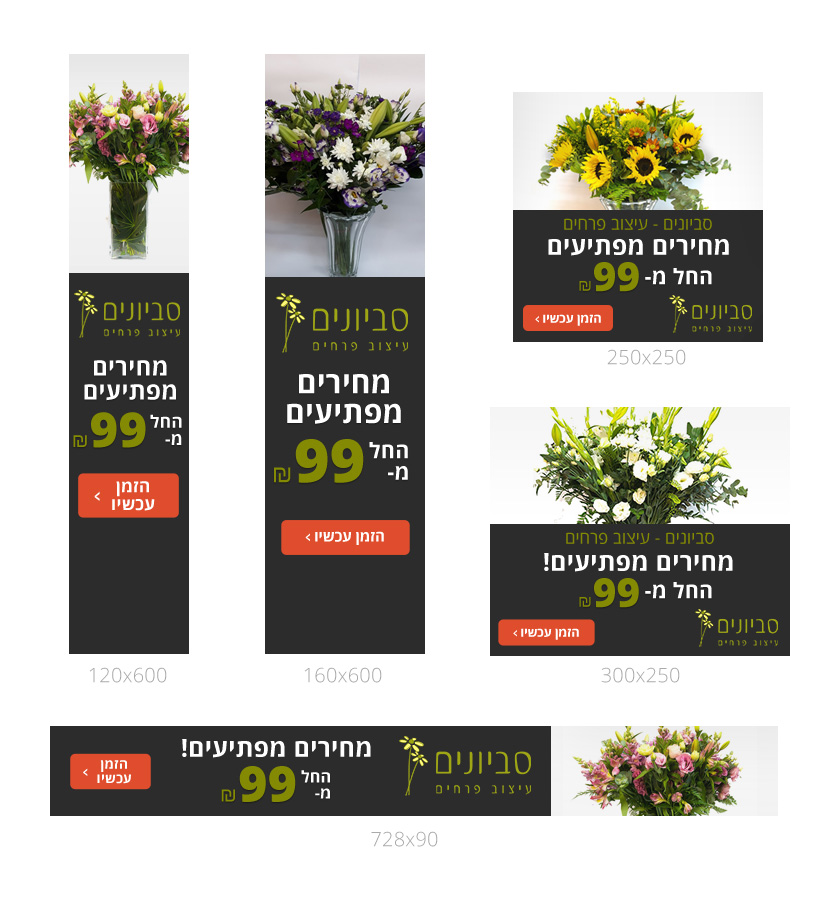 סביונים
עיצוב פרחים
מחירים
מפתיעים
החל
מ-
99 ₪
הזמן
עכשיו >
120x600
סביונים
עיצוב פרחים
מחירים
מפתיעים
החל
מ-
99 ₪
הזמן עכשיו >
160x600
סביונים - עיצוב פרחים
מחירים מפתיעים
החל מ- 99 ₪
סביונים
עיצוב פרחים
הזמן עכשיו >
250x250
סביונים - עיצוב פרחים
מחירים מפתיעים!
החל מ- 99 ₪
סביונים
עיצוב פרחים
הזמן עכשיו >
300x250
סביונים
עיצוב פרחים
מחירים מפתיעים!
החל
מ-
99 ₪
הזמן
עכשיו >
728x90